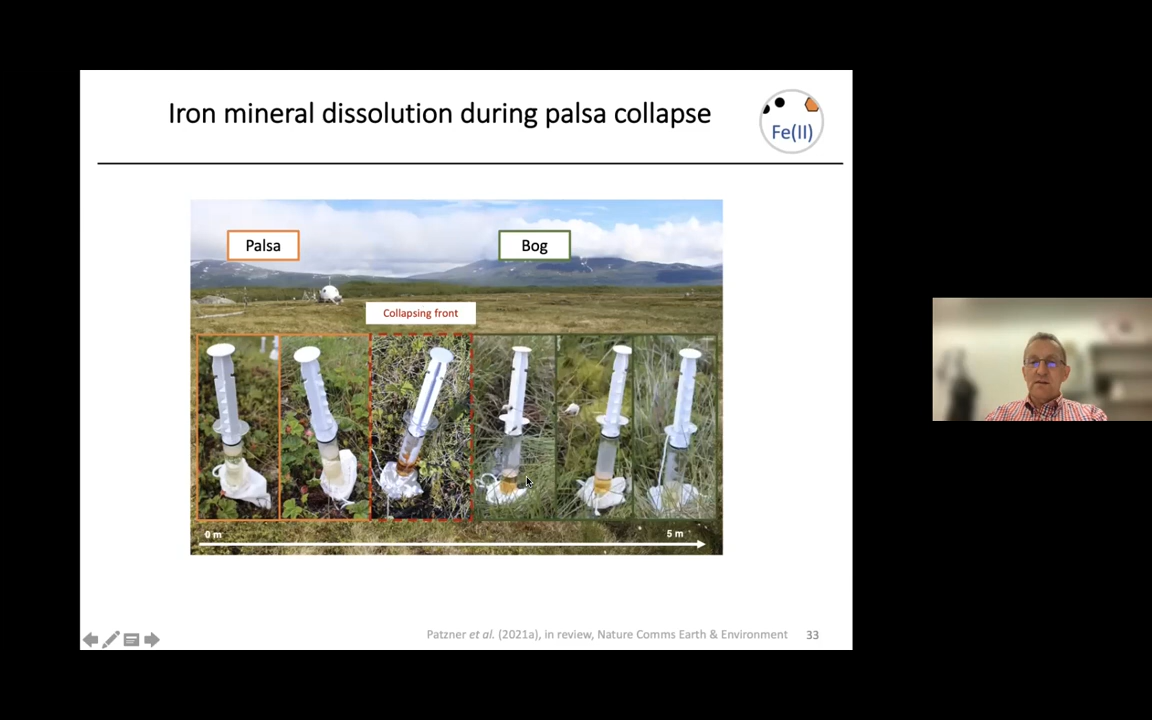 Iron mineral dissolution during palsa collapse
Fe(II)
Palsa
Bog
Collapsing front
0 m
5 m
Patzner et al. (2021a), in review, Nature Comms Earth & Environment
33